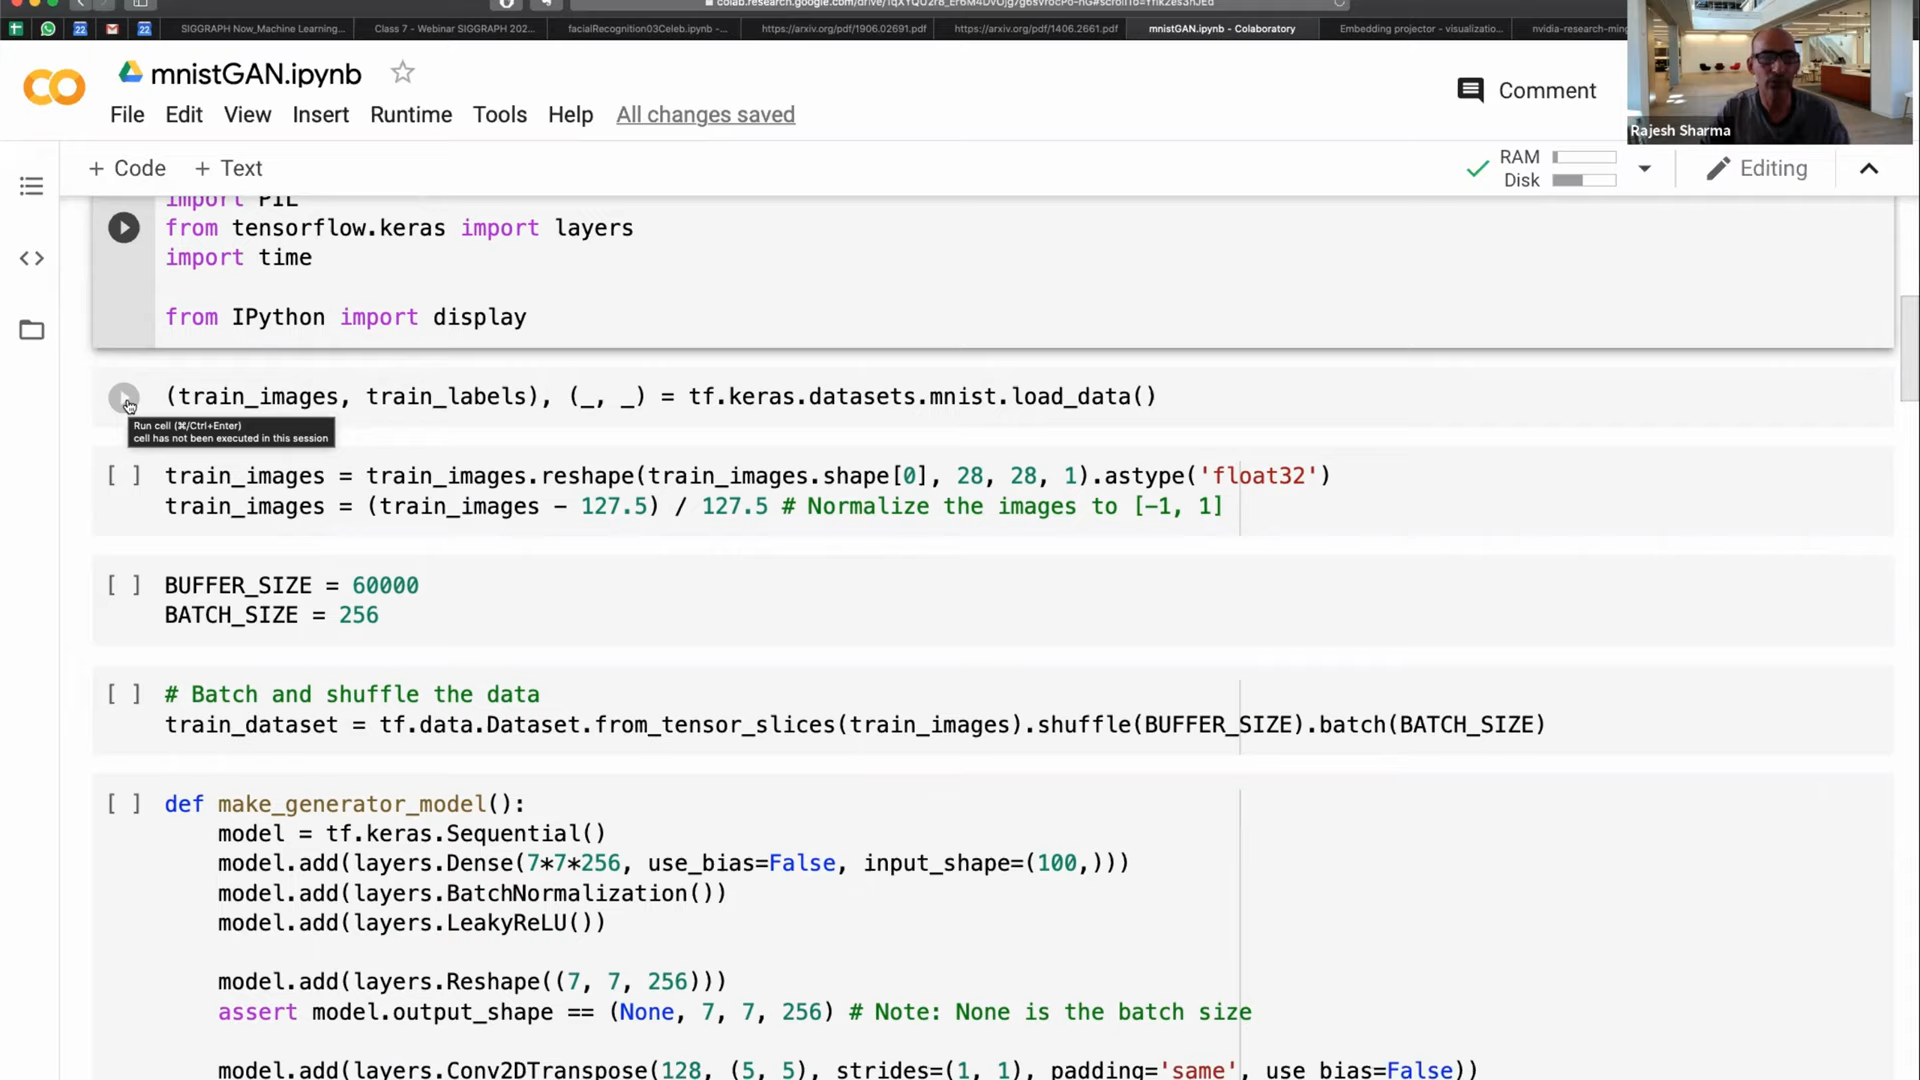 SIGGRAPH Now_Machine Learning...
Class 7 - Webinar SIGGRAPH 202...
facialRecognition03Celeb.ipynb -...
https://arxiv.org/pdf/1906.02691.pdf
https://arxiv.org/pdf/1406.2661.pdf
mnistGAN.ipynb - Colaboratory
Embedding projector - visualizatio...
22
22
mnistGAN.ipynb
File Edit View Insert Runtime Tools Help All changes saved
Comment
Rajesh Sharma
+ Code + Text
RAM
Disk
Editing
import PIL
from tensorflow.keras import layers
import time
from IPython import display
(train_images, train_labels), (_, _) = tf.keras.datasets.mnist.load_data()
Run cell (⌘/Ctrl+Enter)
cell has not been executed in this session
[ ] train_images = train_images.reshape(train_images.shape[0], 28, 28, 1).astype('float32')
train_images = (train_images - 127.5) / 127.5 # Normalize the images to [-1, 1]
[ ] BUFFER_SIZE = 60000
BATCH_SIZE = 256
[ ] # Batch and shuffle the data
train_dataset = tf.data.Dataset.from_tensor_slices(train_images).shuffle(BUFFER_SIZE).batch(BATCH_SIZE)
[ ] def make_generator_model():
model = tf.keras.Sequential()
model.add(layers.Dense(7*7*256, use_bias=False, input_shape=(100,)))
model.add(layers.BatchNormalization())
model.add(layers.LeakyReLU())
model.add(layers.Reshape((7, 7, 256)))
assert model.output_shape == (None, 7, 7, 256) # Note: None is the batch size
model.add(layers.Conv2DTranspose(128, (5, 5), strides=(1, 1), padding='same', use_bias=False))